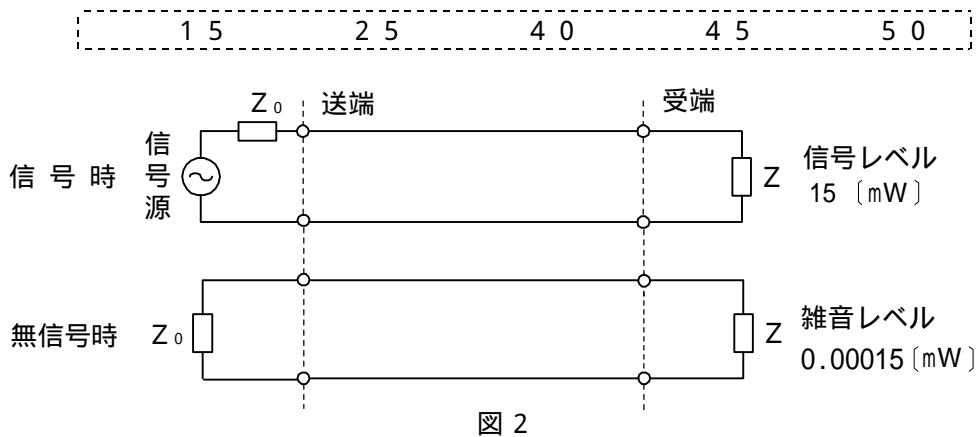 15 25 40 45 50
Z0 送端 受端
信号時 信号源 Z 信号レベル
15〔mW〕
無信号時 Z0 Z 雑音レベル
0.00015〔mW〕
図2